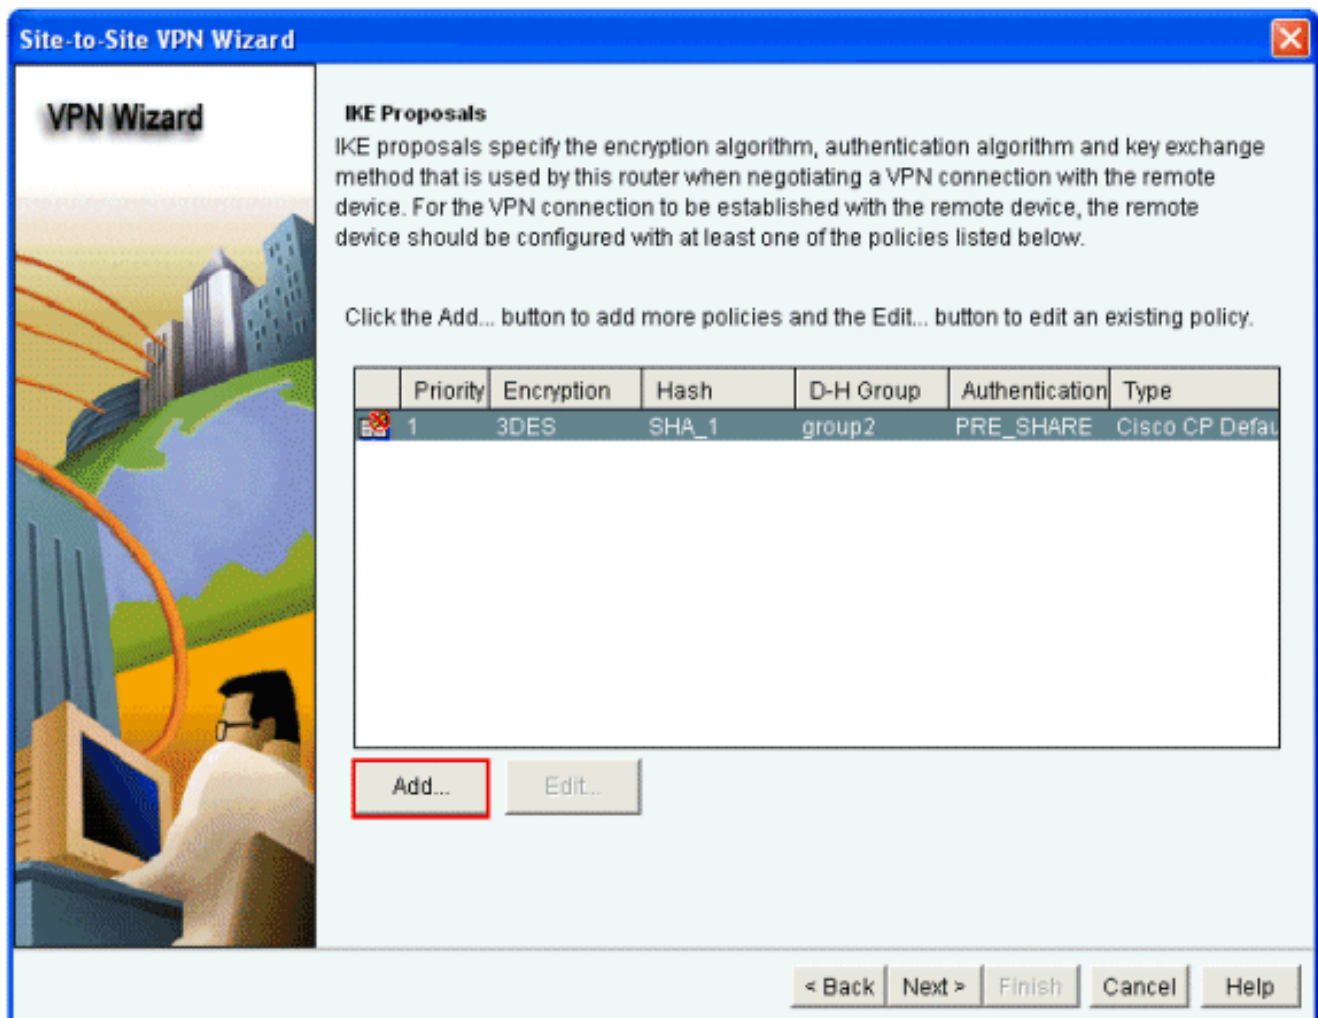 Site-to-Site VPN Wizard
VPN Wizard
IKE Proposals
IKE proposals specify the encryption algorithm, authentication algorithm and key exchange
method that is used by this router when negotiating a VPN connection with the remote
device. For the VPN connection to be established with the remote device, the remote
device should be configured with at least one of the policies listed below.
Click the Add... button to add more policies and the Edit... button to edit an existing policy.
Priority Encryption Hash D-H Group Authentication Type
1 3DES SHA_1 group2 PRE_SHARE Cisco CP Defau
Add... Edit...
< Back Next > Finish Cancel Help